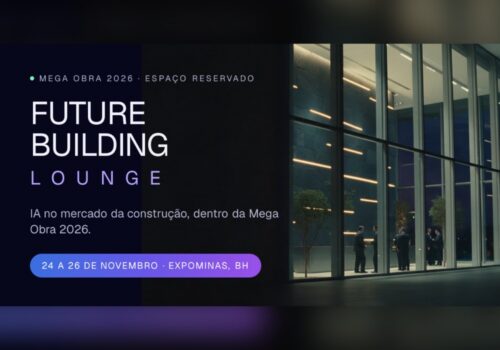 MEGA OBRA 2026 · ESPAÇO RESERVADO
FUTURE
BUILDING
LOUNGE
IA no mercado da construção, dentro da Mega
Obra 2026.
24 A 26 DE NOVEMBRO · EXPOMINAS, BH